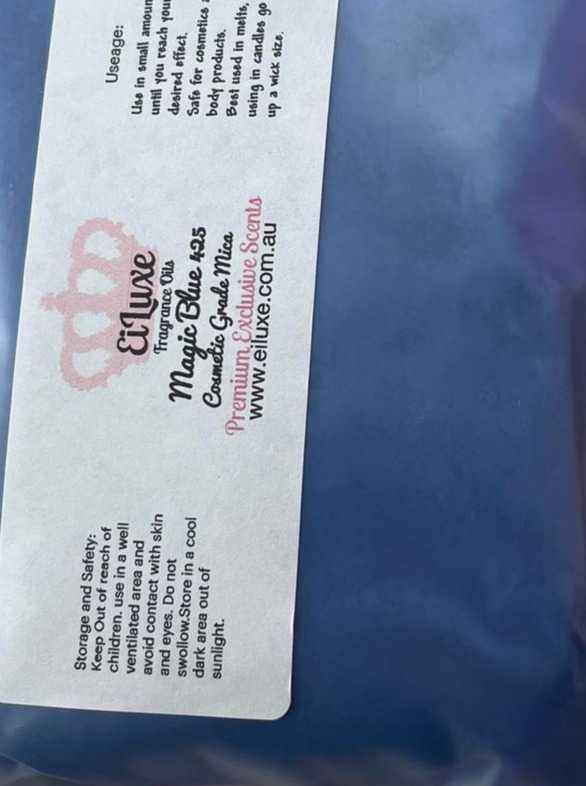 Storage and Safety:
Keep Out of reach of
children. use in a well
ventilated area and
avoid contact with skin
and eyes. Do not
swollow.Store in a cool
dark area out of
sunlight.
EiLuxe
Fragrance Oils
Magic Blue 425
Cosmetic Grade Mica
Premium Exclusive Scents
www.eiluxe.com.au
Useage:
Use in small
until you reach
desired effect.
Safe for cosmetics
body products.
Best used in melts,
using in candles go
up a wick size.